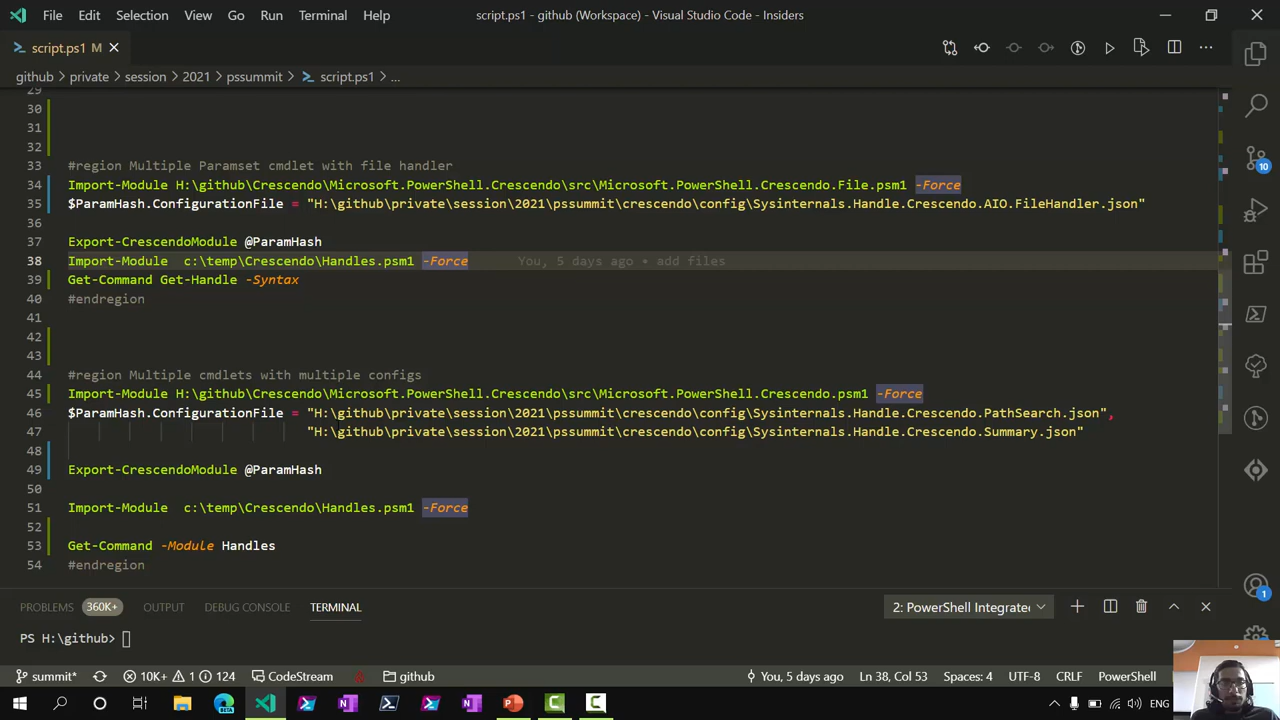 File Edit Selection View Go Run Terminal Help script.ps1 - github (Workspace) - Visual Studio Code - Insiders
script.ps1 M
github > private > session > 2021 > pssummit > script.ps1 > ...
29
30
31
32
33 #region Multiple Paramset cmdlet with file handler
34 Import-Module H:\github\Crescendo\Microsoft.PowerShell.Crescendo\src\Microsoft.PowerShell.Crescendo.File.psm1 -Force
35 $ParamHash.ConfigurationFile = "H:\github\private\session\2021\pssummit\crescendo\config\Sysinternals.Handle.Crescendo.AIO.FileHandler.json"
36
37 Export-CrescendoModule @ParamHash
38 Import-Module c:\temp\Crescendo\Handles.psm1 -Force You, 5 days ago • add files
39 Get-Command Get-Handle -Syntax
40 #endregion
41
42
43
44 #region Multiple cmdlets with multiple configs
45 Import-Module H:\github\Crescendo\Microsoft.PowerShell.Crescendo\src\Microsoft.PowerShell.Crescendo.psm1 -Force
46 $ParamHash.ConfigurationFile = "H:\github\private\session\2021\pssummit\crescendo\config\Sysinternals.Handle.Crescendo.PathSearch.json",
47 "H:\github\private\session\2021\pssummit\crescendo\config\Sysinternals.Handle.Crescendo.Summary.json"
48
49 Export-CrescendoModule @ParamHash
50
51 Import-Module c:\temp\Crescendo\Handles.psm1 -Force
52
53 Get-Command -Module Handles
54 #endregion
10
1
PROBLEMS 360K+ OUTPUT DEBUG CONSOLE TERMINAL 2: PowerShell Integrate
PS H:\github>
summit* 10K+ 1 124 CodeStream github You, 5 days ago Ln 38, Col 53 Spaces: 4 UTF-8 CRLF PowerShell
BETA ENG